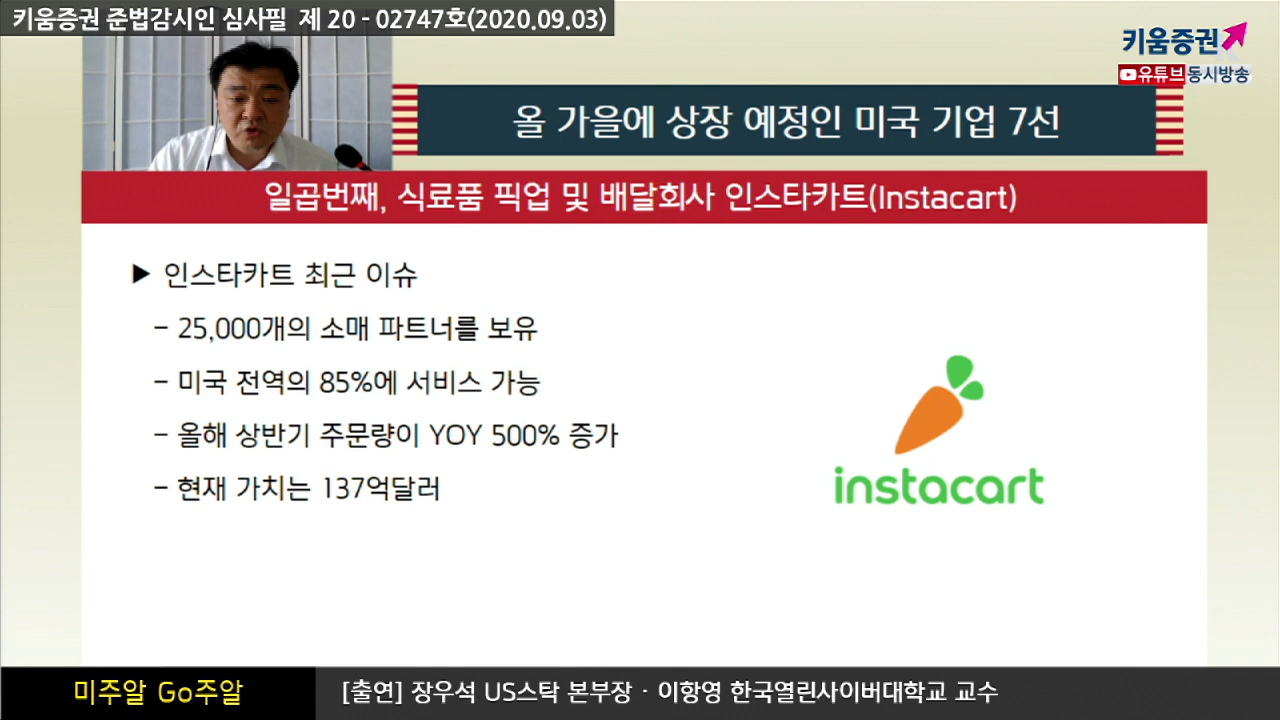 키움증권 준법감시인 심사필 제 20 - 02747호(2020.09.03)
키움증권
유튜브동시방송
올 가을에 상장 예정인 미국 기업 7선
일곱번째, 식료품 픽업 및 배달회사 인스타카트(Instacart)
▶ 인스타카트 최근 이슈
- 25,000개의 소매 파트너를 보유
- 미국 전역의 85%에 서비스 가능
- 올해 상반기 주문량이 YOY 500% 증가
- 현재 가치는 137억달러
instacart
미주알 Go주알
[출연] 장우석 US스탁 본부장 · 이항영 한국열린사이버대학교 교수